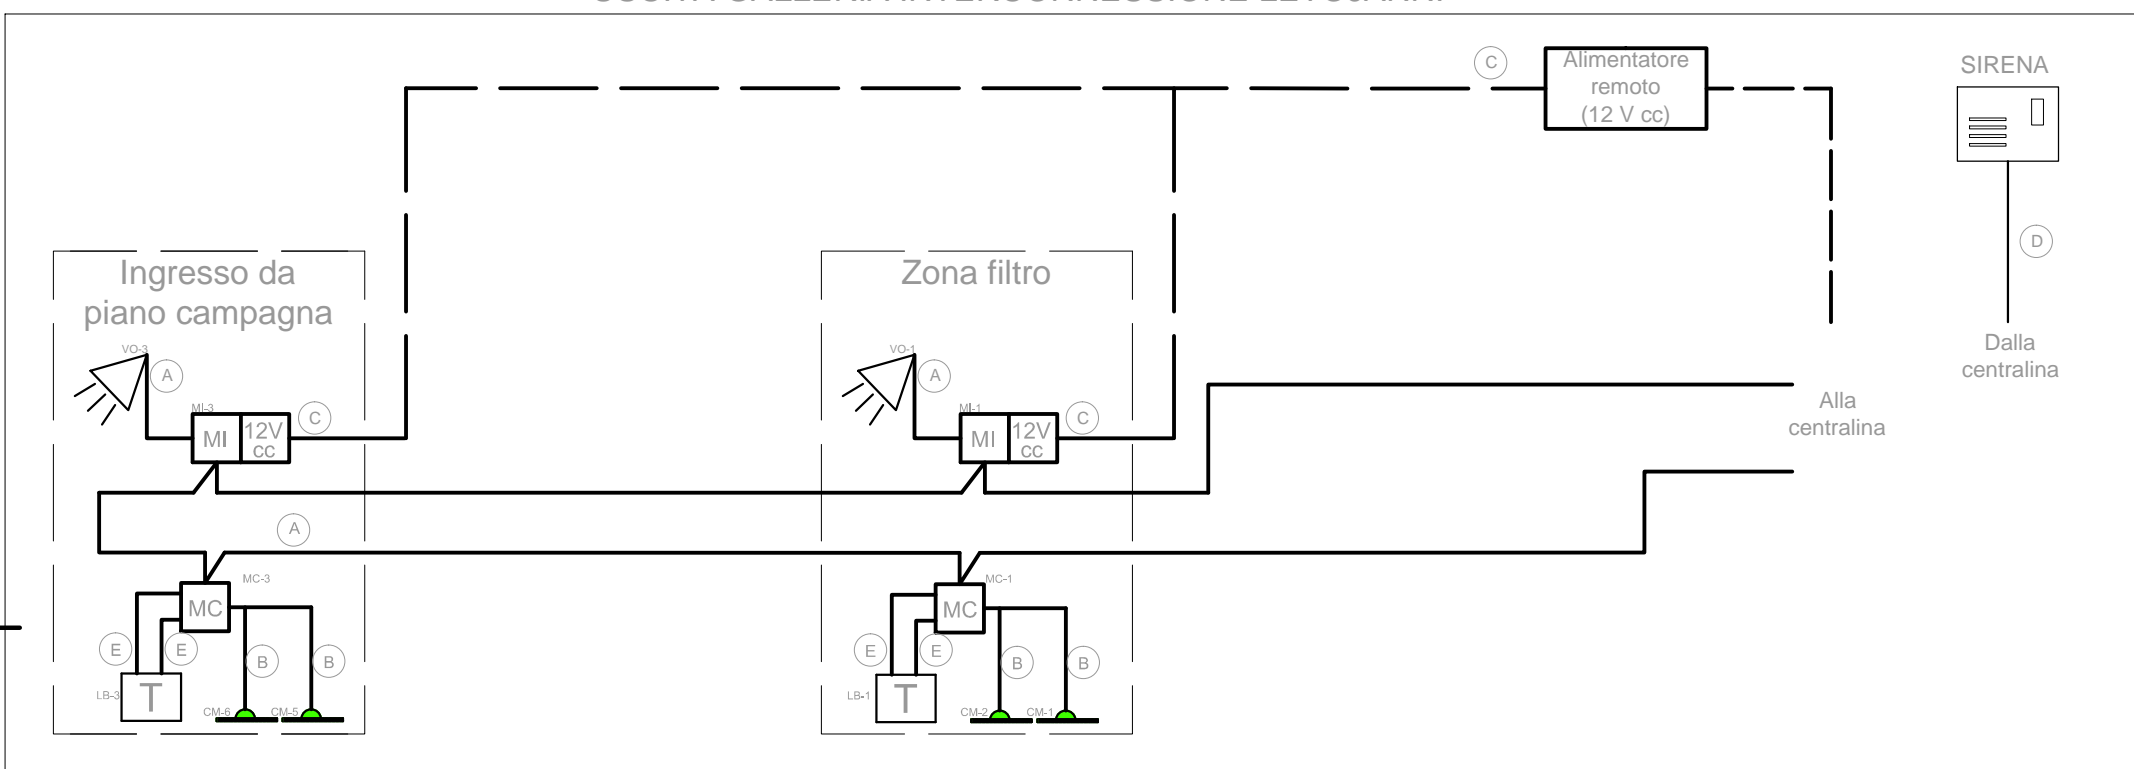 C
Alimentatore
remoto
(12 V cc)
SIRENA
D
Dalla
centralina
Ingresso da
piano campagna
VO-3
A
MI-3
MI
12V
cc
C
Zona filtro
VO-1
A
MI-1
MI
12V
cc
C
Alla
centralina
A
MC-3
MC
E
E
B
B
LB-3
T
CM-6
CM-5
MC-1
MC
E
E
B
B
LB-1
T
CM-2
CM-1